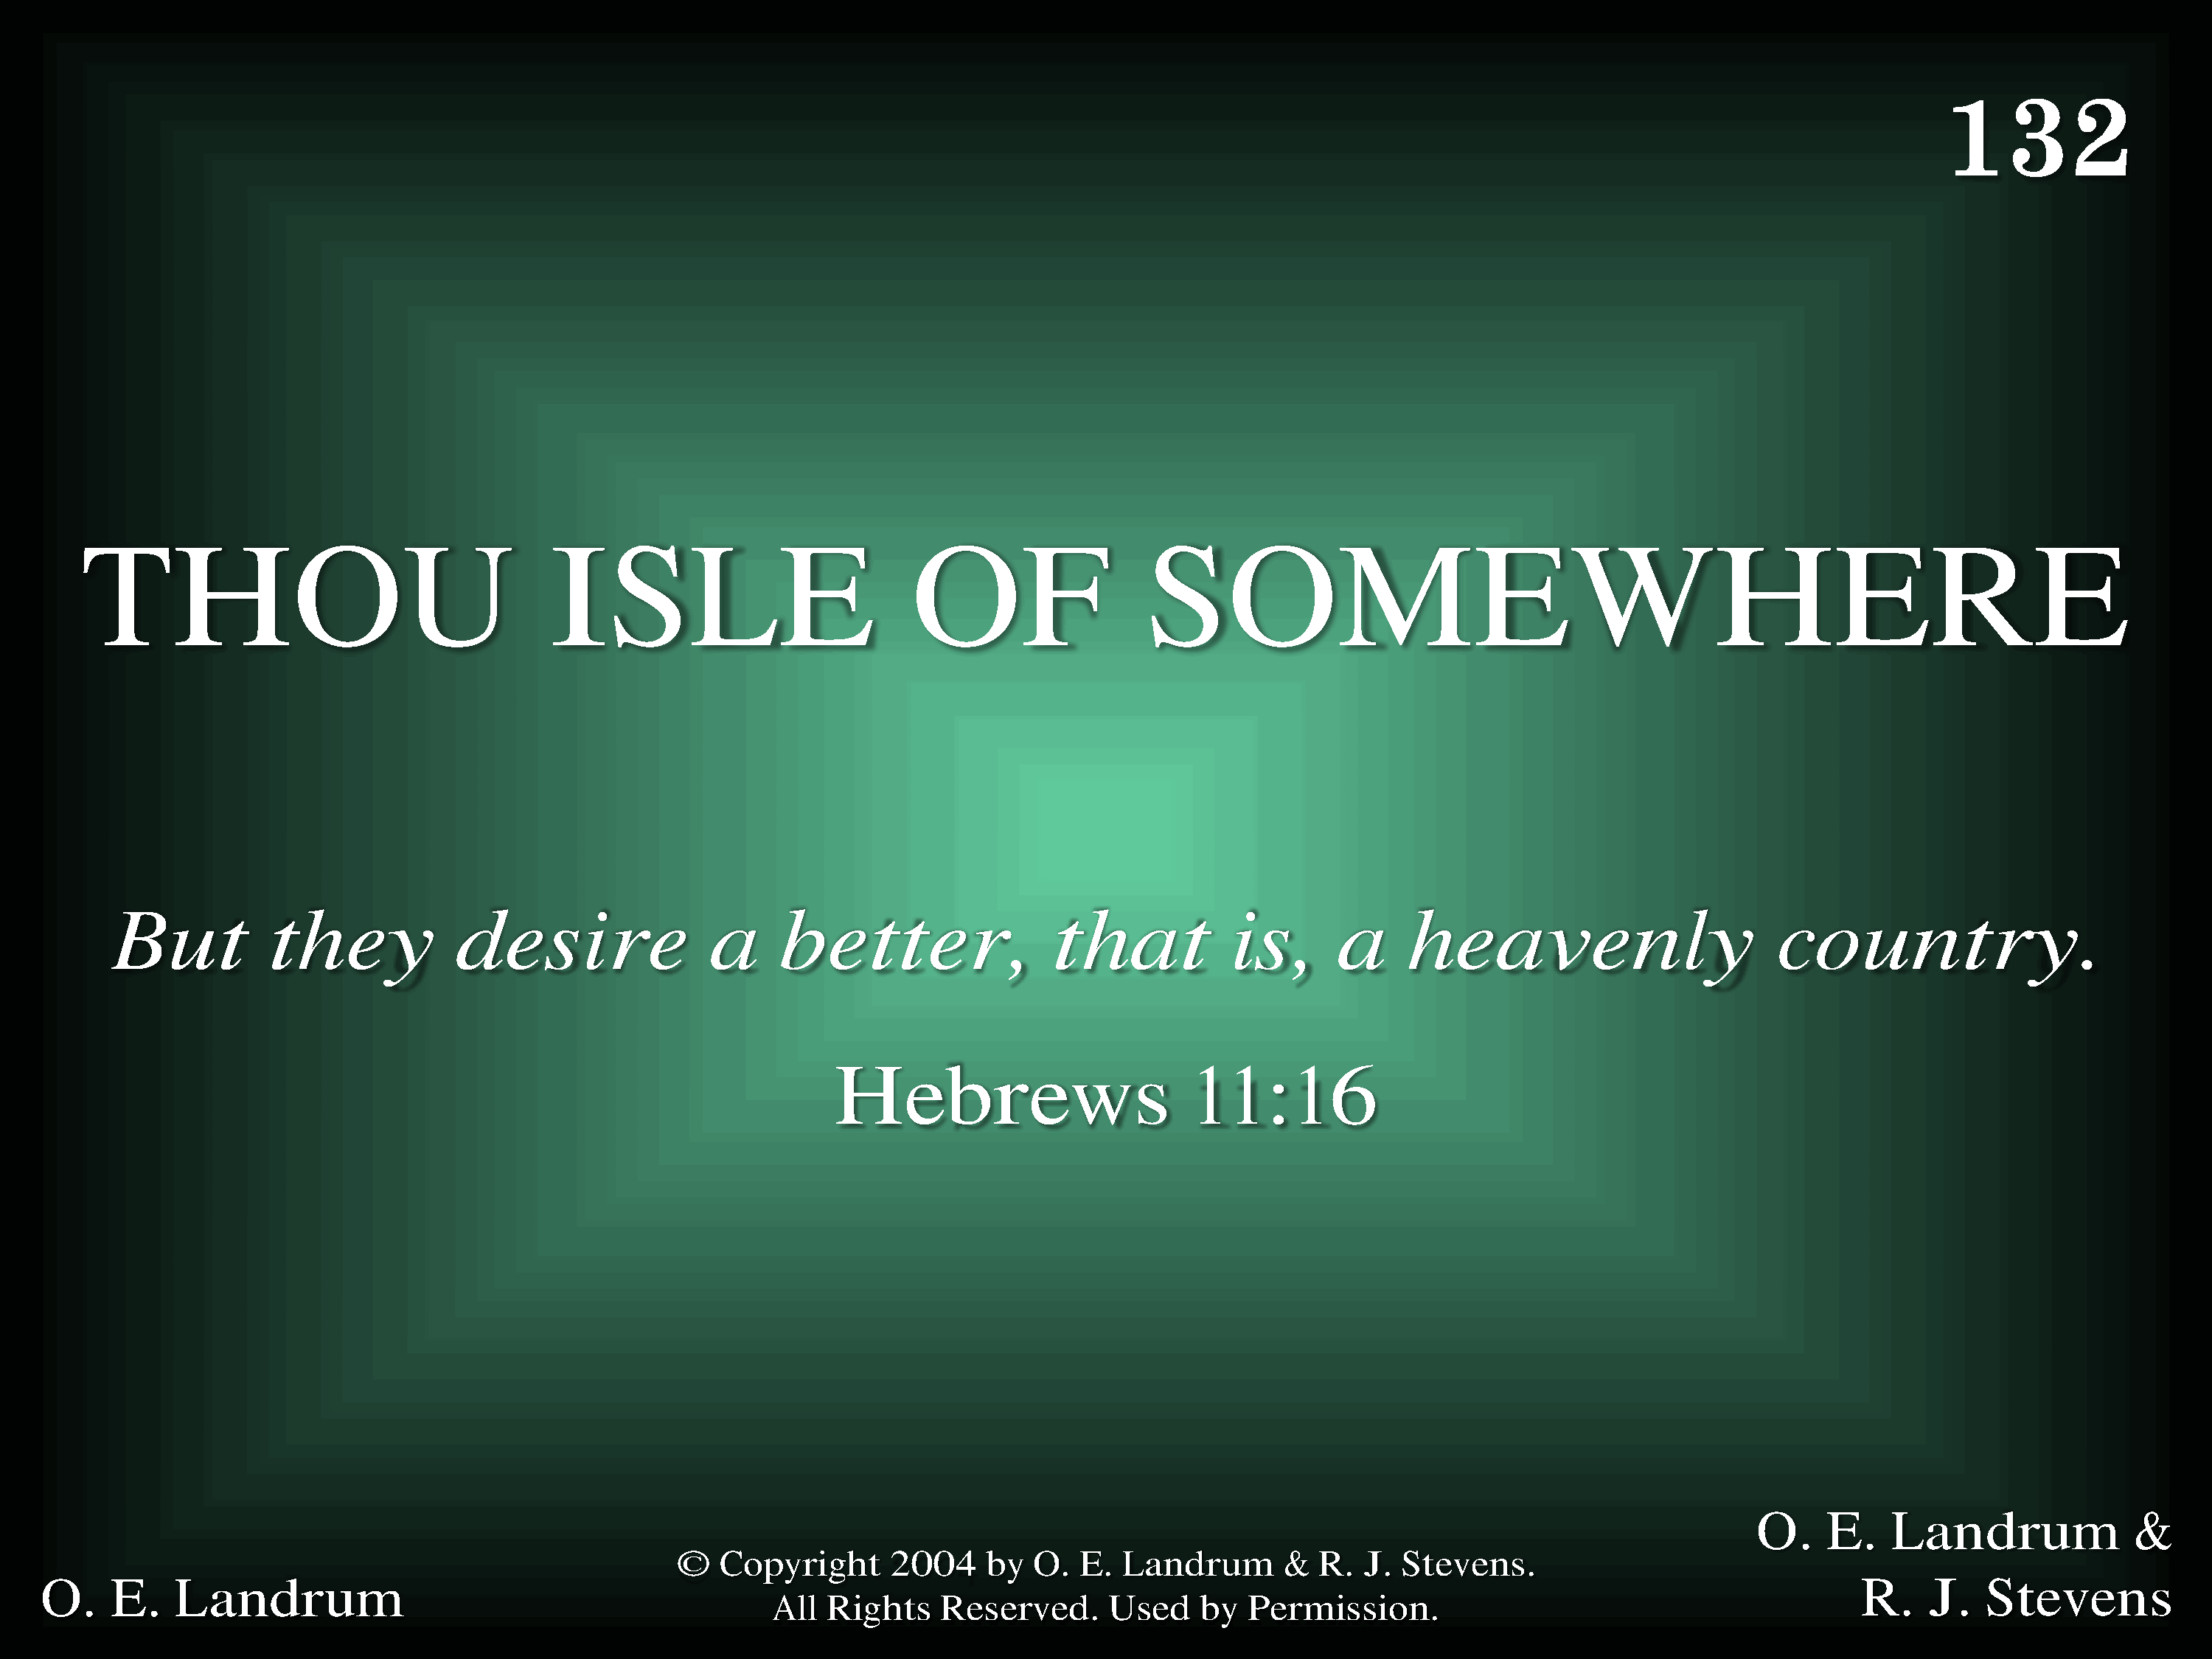 132
THOU ISLE OF SOMEWHERE
But they desire a better, that is, a heavenly country.
Hebrews 11:16
O. E. Landrum
© Copyright 2004 by O. E. Landrum & R. J. Stevens.
All Rights Reserved. Used by Permission.
O. E. Landrum &
R. J. Stevens